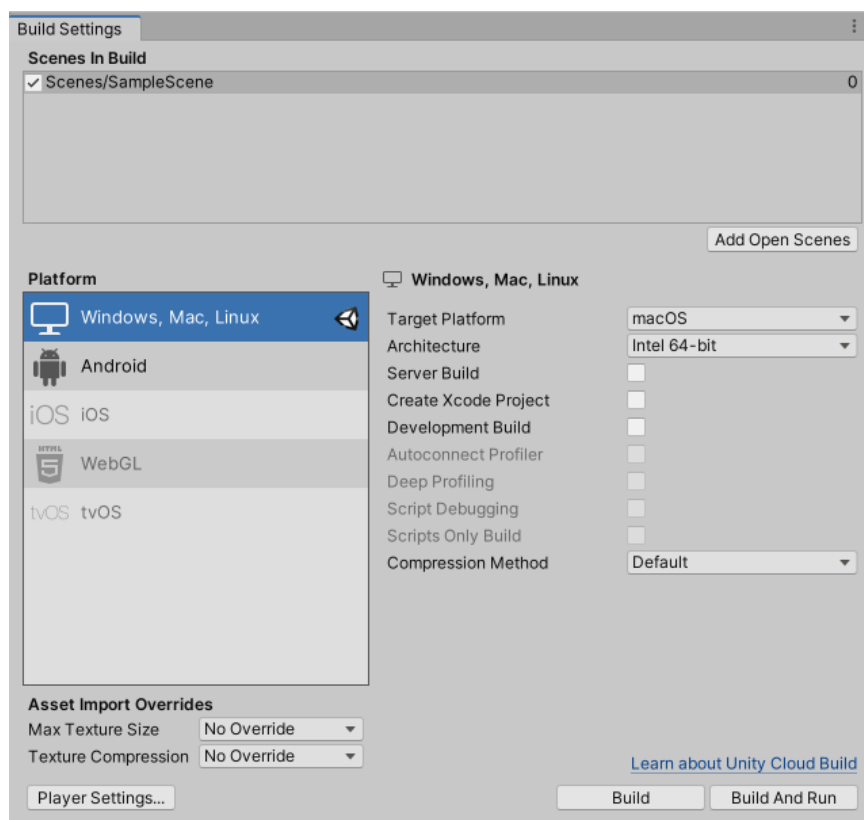 Build Settings
Scenes In Build
Scenes/SampleScene 0
Add Open Scenes
Platform
Windows, Mac, Linux
Android
iOS iOS
HTML 5 WebGL
tvOS tvOS
Windows, Mac, Linux
Target Platform macOS
Architecture Intel 64-bit
Server Build
Create Xcode Project
Development Build
Autoconnect Profiler
Deep Profiling
Script Debugging
Scripts Only Build
Compression Method Default
Asset Import Overrides
Max Texture Size No Override
Texture Compression No Override
Learn about Unity Cloud Build
Player Settings... Build Build And Run